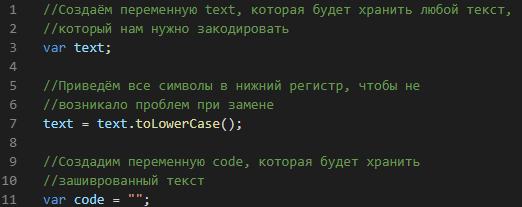 1 //Создаём переменную text, которая будет хранить любой текст,
2 //который нам нужно закодировать
3 var text;
4
5 //Приведём все символы в нижний регистр, чтобы не
6 //возникало проблем при замене
7 text = text.toLowerCase();
8
9 //Создадим переменную code, которая будет хранить
10 //зашиврованный текст
11 var code = "";